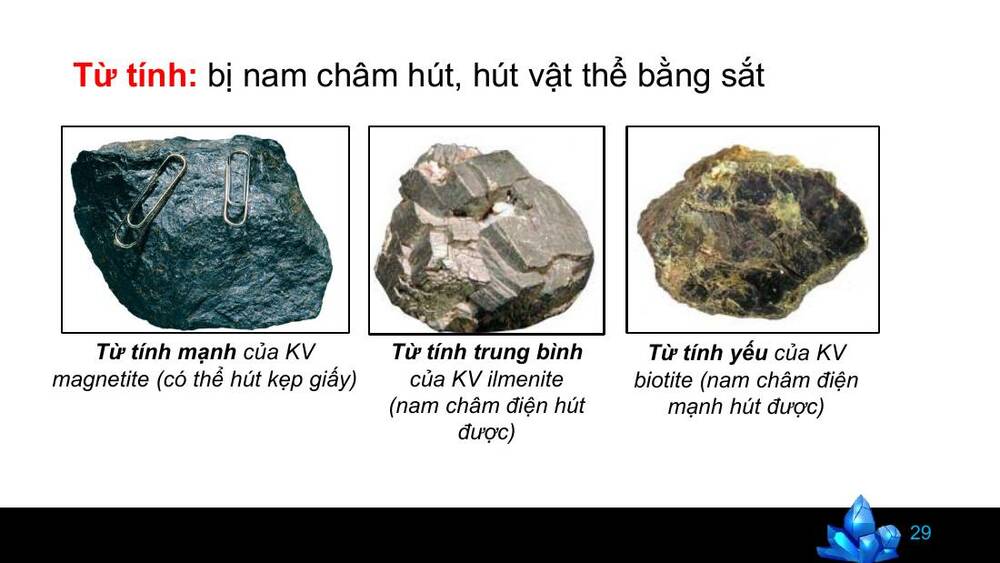 Từ tính: bị nam châm hút, hút vật thể bằng sắt
Từ tính mạnh của KV
magnetite (có thể hút kẹp giấy)
Từ tính trung bình
của KV ilmenite
(nam châm điện hút
được)
Từ tính yếu của KV
biotite (nam châm điện
mạnh hút được)
29